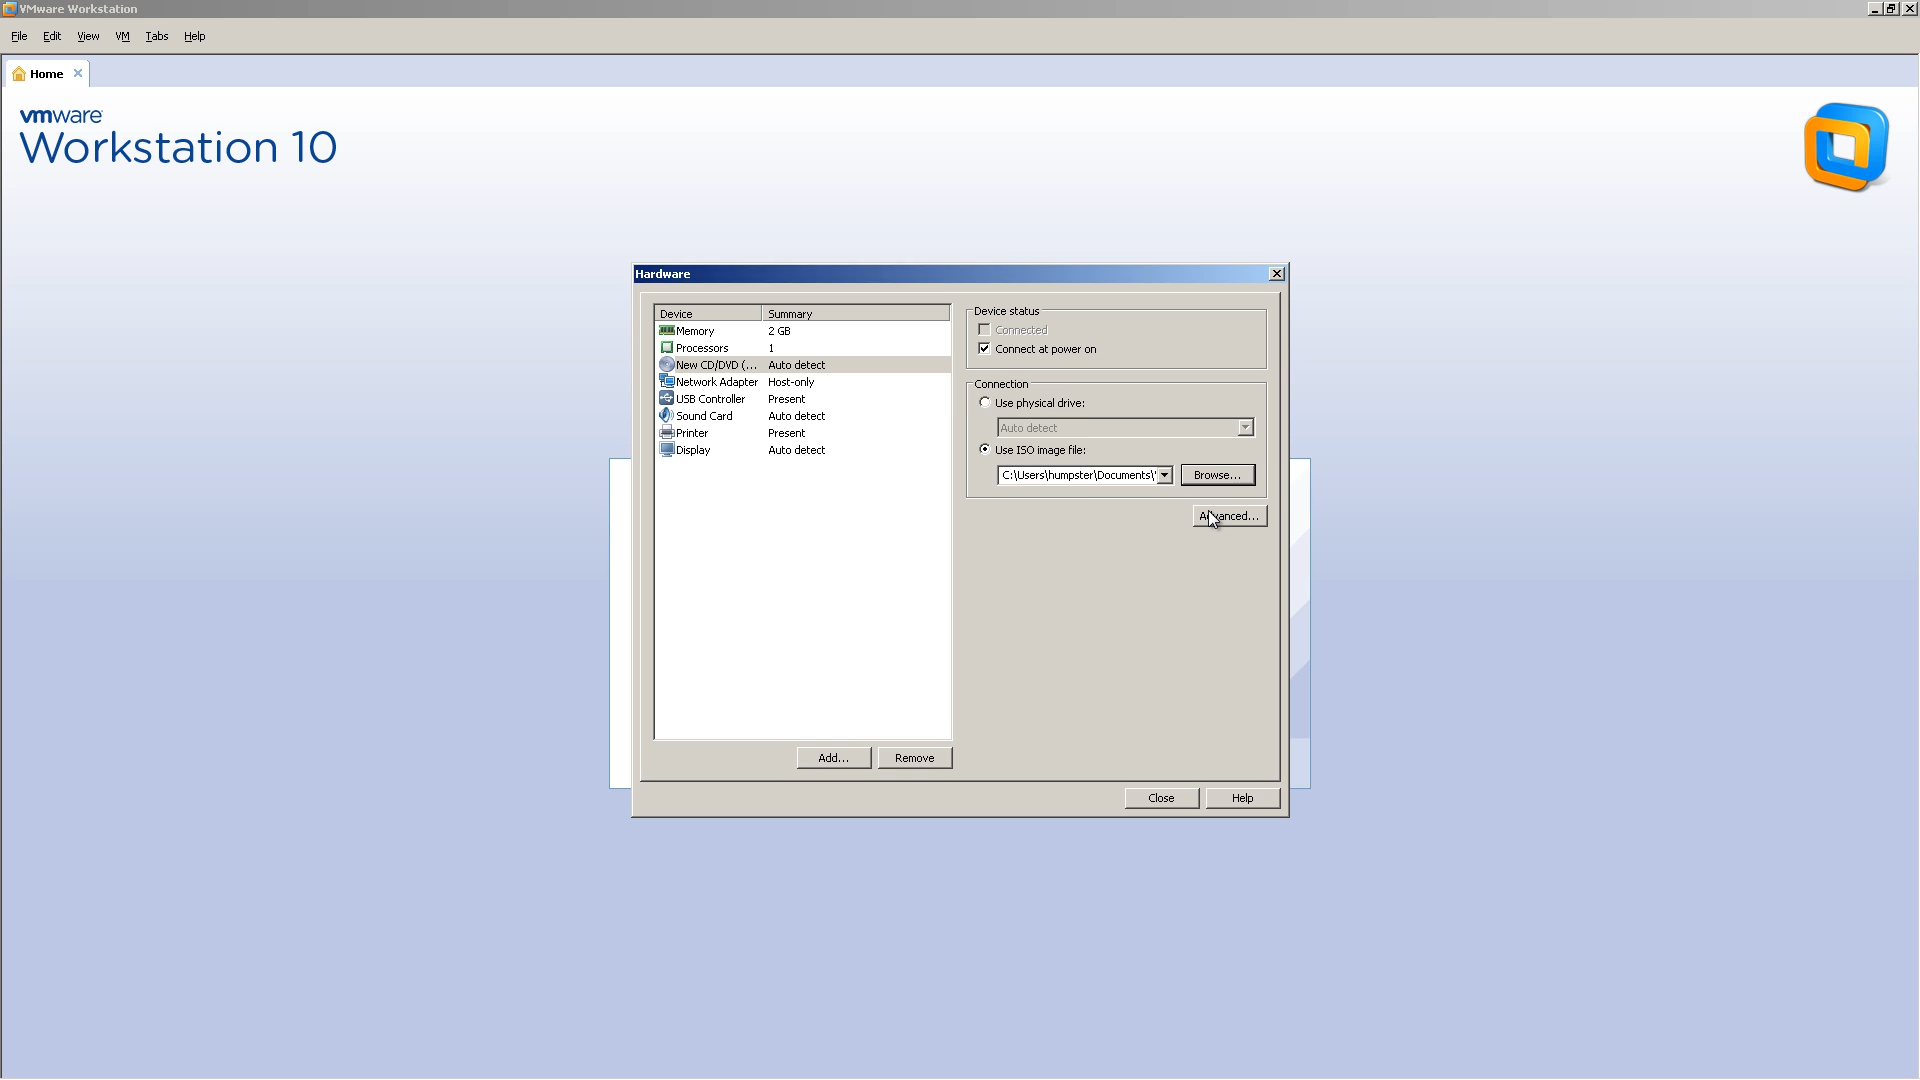 VMware Workstation
File Edit View VM Tabs Help
Home
vmware
Workstation 10
Hardware
Device Summary
Memory 2 GB
Processors 1
New CD/DVD (... Auto detect
Network Adapter Host-only
USB Controller Present
Sound Card Auto detect
Printer Present
Display Auto detect
Add... Remove
Device status
Connected
Connect at power on
Connection
Use physical drive:
Auto detect
Use ISO image file:
C:\Users\humpster\Documents\ Browse...
Advanced...
Close Help